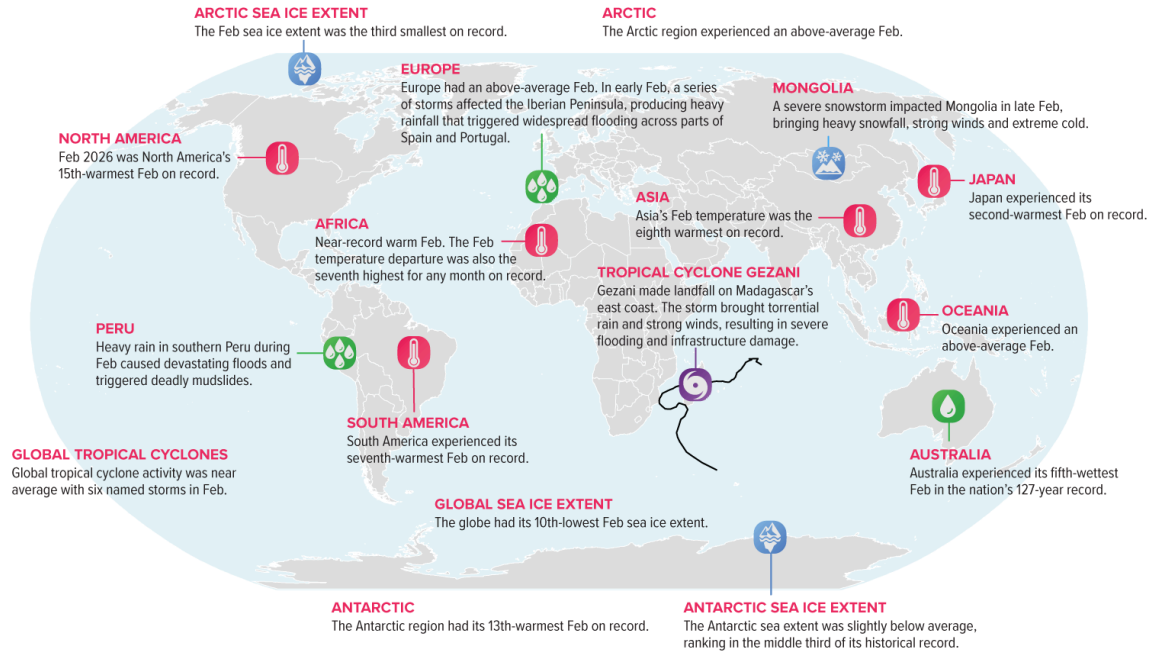 ARCTIC SEA ICE EXTENT
The Feb sea ice extent was the third smallest on record.
ARCTIC
The Arctic region experienced an above-average Feb.
EUROPE
Europe had an above-average Feb. In early Feb, a series
of storms affected the Iberian Peninsula, producing heavy
rainfall that triggered widespread flooding across parts of
Spain and Portugal.
MONGOLIA
A severe snowstorm impacted Mongolia in late Feb,
bringing heavy snowfall, strong winds and extreme cold.
NORTH AMERICA
Feb 2026 was North America's
15th-warmest Feb on record.
JAPAN
Japan experienced its
second-warmest Feb on record.
ASIA
Asia's Feb temperature was the
eighth warmest on record.
AFRICA
Near-record warm Feb. The Feb
temperature departure was also the
seventh highest for any month on record.
TROPICAL CYCLONE GEZANI
Gezani made landfall on Madagascar's
east coast. The storm brought torrential
rain and strong winds, resulting in severe
flooding and infrastructure damage.
OCEANIA
Oceania experienced an
above-average Feb.
PERU
Heavy rain in southern Peru during
Feb caused devastating floods and
triggered deadly mudslides.
SOUTH AMERICA
South America experienced its
seventh-warmest Feb on record.
GLOBAL TROPICAL CYCLONES
Global tropical cyclone activity was near
average with six named storms in Feb.
AUSTRALIA
Australia experienced its fifth-wettest
Feb in the nation's 127-year record.
GLOBAL SEA ICE EXTENT
The globe had its 10th-lowest Feb sea ice extent.
ANTARCTIC
The Antarctic region had its 13th-warmest Feb on record.
ANTARCTIC SEA ICE EXTENT
The Antarctic sea extent was slightly below average,
ranking in the middle third of its historical record.